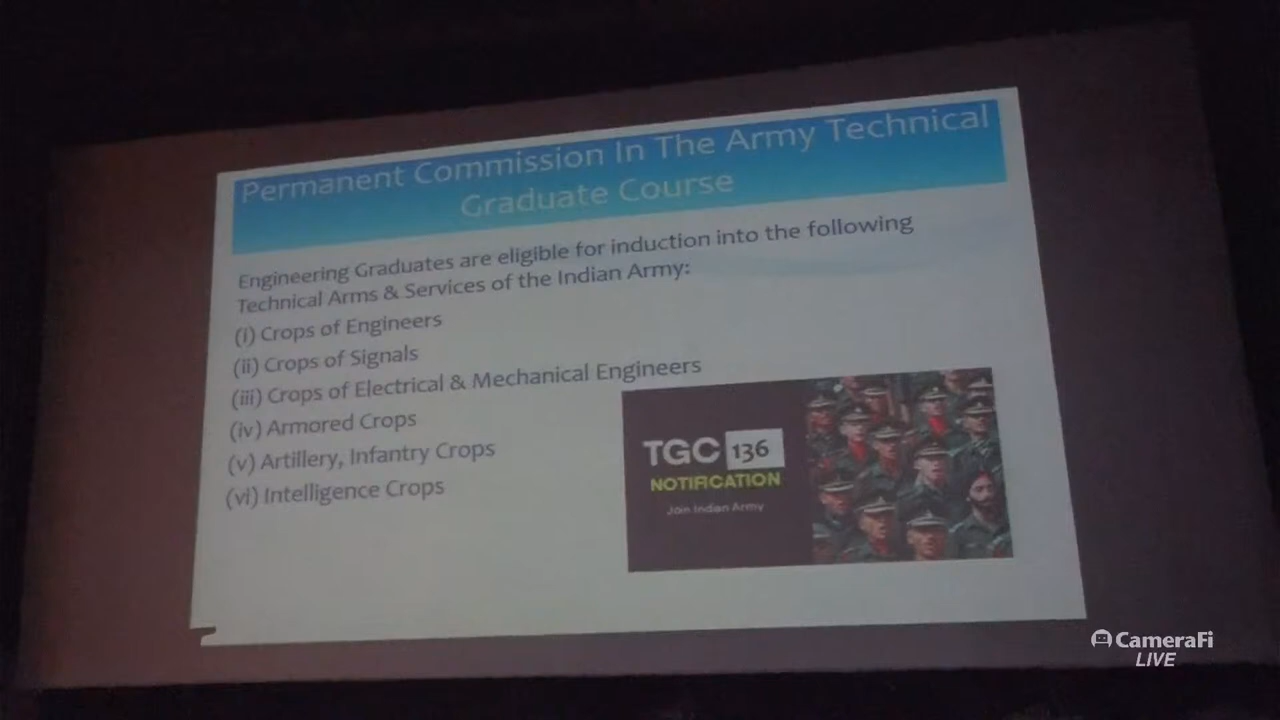 Permanent Commission In The Army Technical
Graduate Course
Engineering Graduates are eligible for induction into the following
Technical Arms & Services of the Indian Army:
(i) Crops of Engineers
(ii) Crops of Signals
(iii) Crops of Electrical & Mechanical Engineers
(iv) Armored Crops
(v) Artillery, Infantry Crops
(vi) Intelligence Crops
TGC 136
NOTIFICATION
Join Indian Army
CameraFi
LIVE